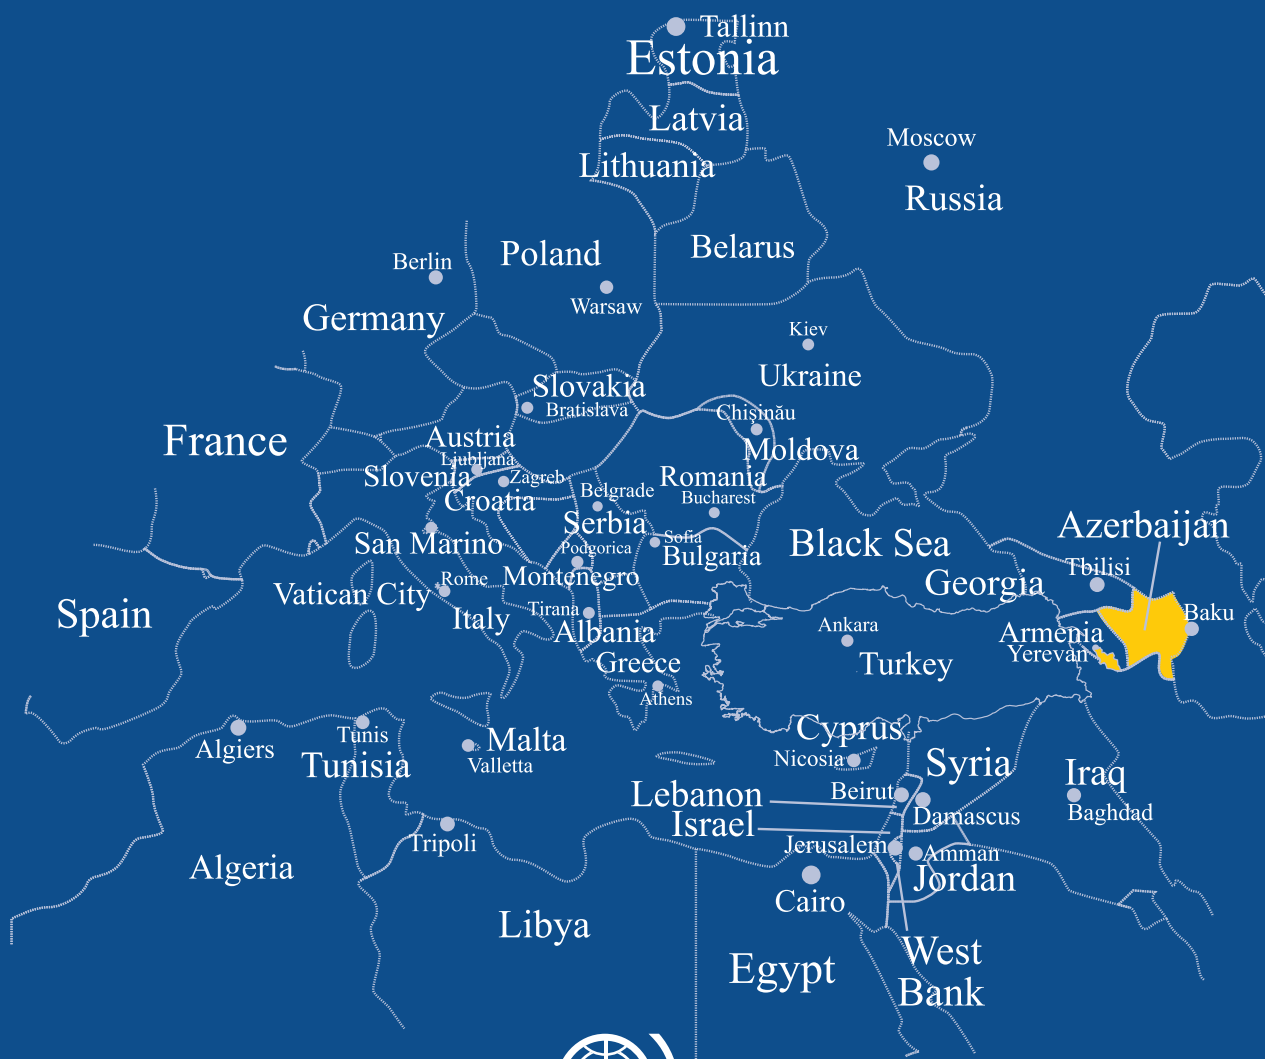 Tallinn
Estonia
Latvia
Moscow
Lithuania
Russia
Belarus
Poland
Berlin
Warsaw
Germany
Kiev
Ukraine
Slovakia
Bratislava
Chişinău
France
Austria
Moldova
Ljubljana
Slovenia
Zagreb
Romania
Croatia
Belgrade
Bucharest
Serbia
Azerbaijan
San Marino
Podgorica
Sofia
Bulgaria
Black Sea
Tbilisi
Montenegro
Rome
Georgia
Vatican City
Spain
Italy
Tirana
Albania
Ankara
Armenia
Baku
Yerevan
Greece
Turkey
Athens
Cyprus
Tunis
Algiers
Malta
Nicosia
Tunisia
Valletta
Syria
Iraq
Lebanon
Beirut
Israel
Damascus
Baghdad
Tripoli
Jerusalem
Amman
Algeria
Jordan
Cairo
Libya
West
Bank
Egypt